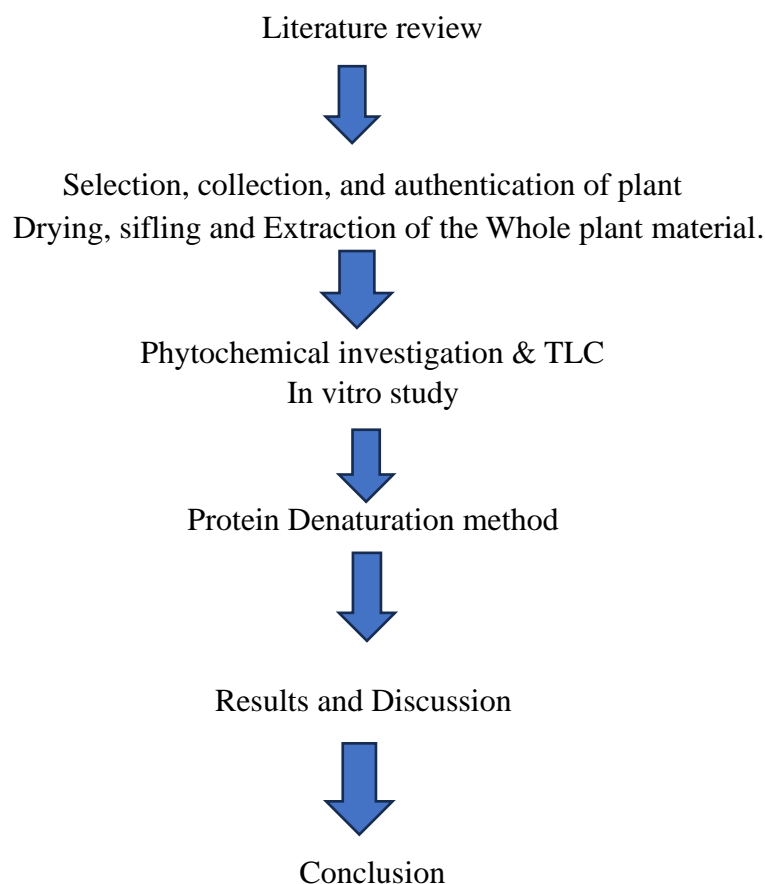 Literature review
Selection, collection, and authentication of plant
Drying, sifling and Extraction of the Whole plant material.
Phytochemical investigation & TLC
In vitro study
Protein Denaturation method
Results and Discussion
Conclusion